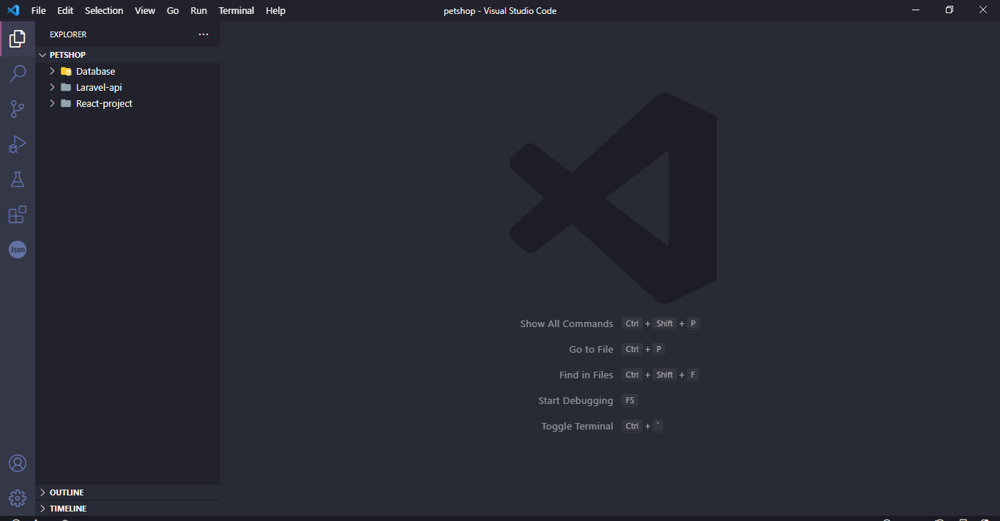 File Edit Selection View Go Run Terminal Help
petshop - Visual Studio Code
EXPLORER
PETSHOP
Database
Laravel-api
React-project
Json
Show All Commands Ctrl + Shift + P
Go to File Ctrl + P
Find in Files Ctrl + Shift + F
Start Debugging F5
Toggle Terminal Ctrl + `
OUTLINE
TIMELINE